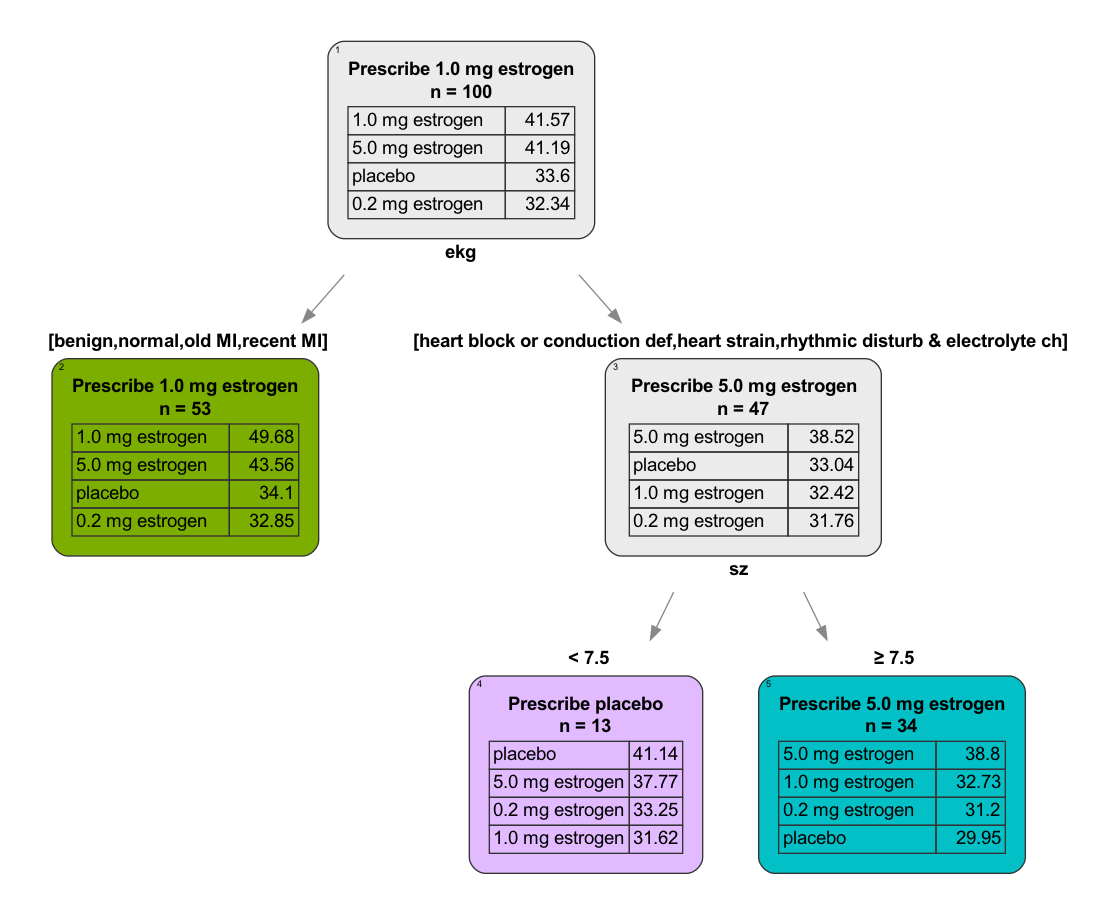 1
Prescribe 1.0 mg estrogen
n = 100
1.0 mg estrogen 41.57
5.0 mg estrogen 41.19
placebo 33.6
0.2 mg estrogen 32.34
ekg
[benign,normal,old MI,recent MI]
2
Prescribe 1.0 mg estrogen
n = 53
1.0 mg estrogen 49.68
5.0 mg estrogen 43.56
placebo 34.1
0.2 mg estrogen 32.85
[heart block or conduction def,heart strain,rhythmic disturb & electrolyte ch]
3
Prescribe 5.0 mg estrogen
n = 47
5.0 mg estrogen 38.52
placebo 33.04
1.0 mg estrogen 32.42
0.2 mg estrogen 31.76
sz
< 7.5
4
Prescribe placebo
n = 13
placebo 41.14
5.0 mg estrogen 37.77
0.2 mg estrogen 33.25
1.0 mg estrogen 31.62
≥ 7.5
5
Prescribe 5.0 mg estrogen
n = 34
5.0 mg estrogen 38.8
1.0 mg estrogen 32.73
0.2 mg estrogen 31.2
placebo 29.95